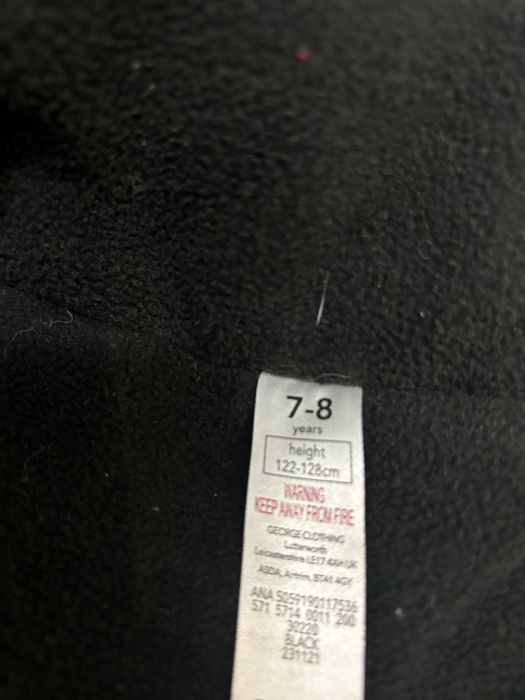 7-8
years
height
122-128cm
WARNING
KEEP AWAY FROM FIRE
GEORGE CLOTHING
Lutterworth
Leicestershire LE17 4XH UK
ASDA, Antrim, BT41 4GY
ANA 5059190117536
571 5714 0011 200
30220
BLACK
231121